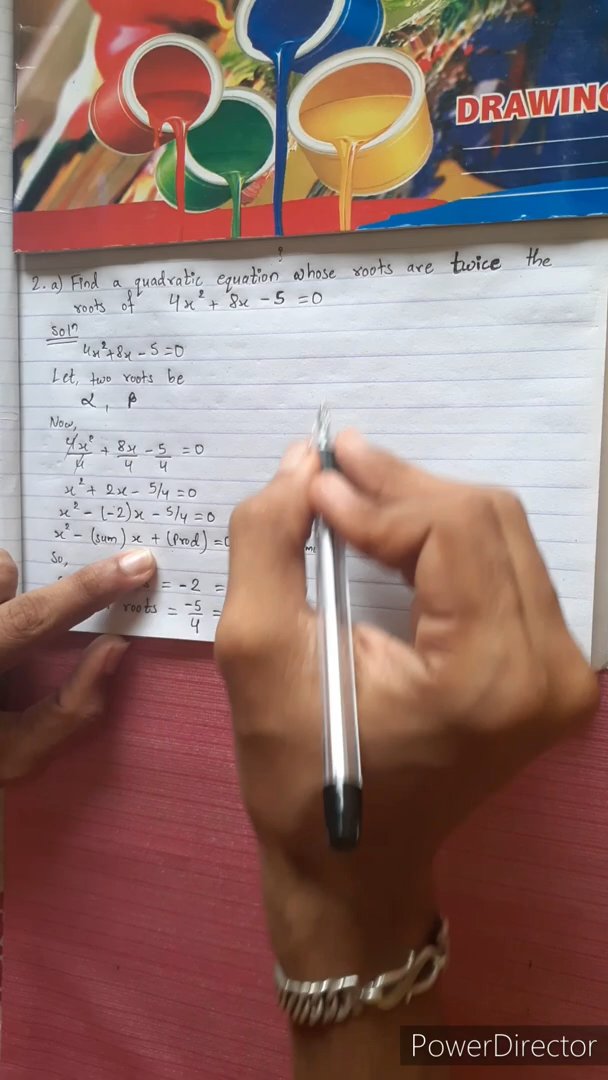 DRAWING
2. a) Find a quadratic equation whose roots are twice the
roots of 4x² + 8x - 5 = 0
Solⁿ
4x² + 8x - 5 = 0
Let, two roots be
α, β
Now,
4x²/4 + 8x/4 - 5/4 = 0
x² + 2x - 5/4 = 0
x² - (-2)x - 5/4 = 0
x² - (sum)x + (Prod) = 0
So,
= -2 =
roots = -5/4 =
PowerDirector